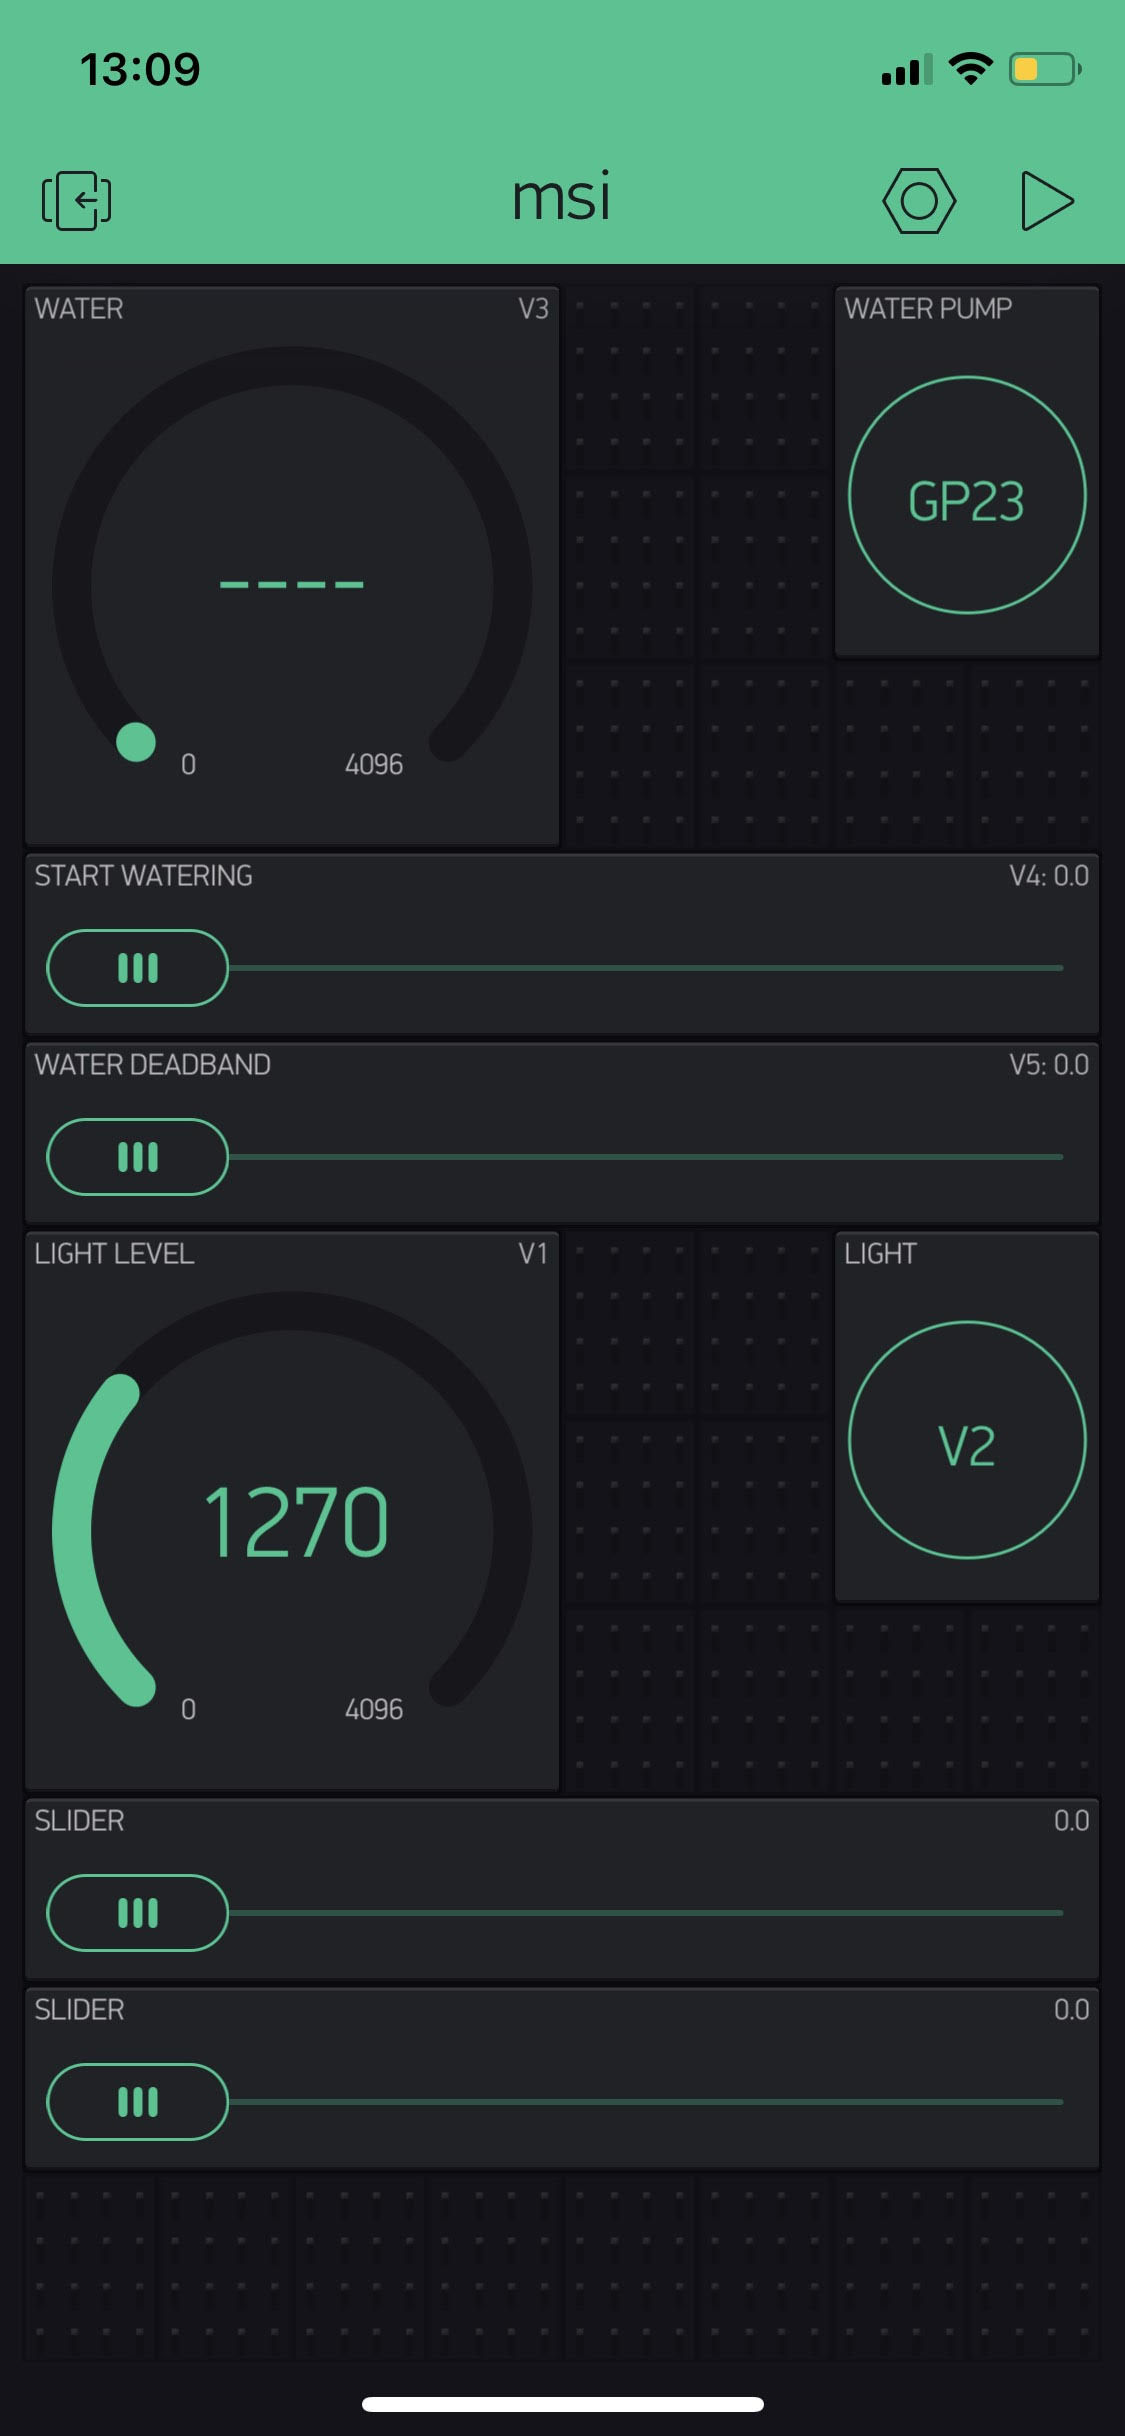 13:09
msi
WATER V3
WATER PUMP
GP23
----
0 4096
START WATERING V4: 0.0
WATER DEADBAND V5: 0.0
LIGHT LEVEL V1
LIGHT
V2
1270
0 4096
SLIDER 0.0
SLIDER 0.0